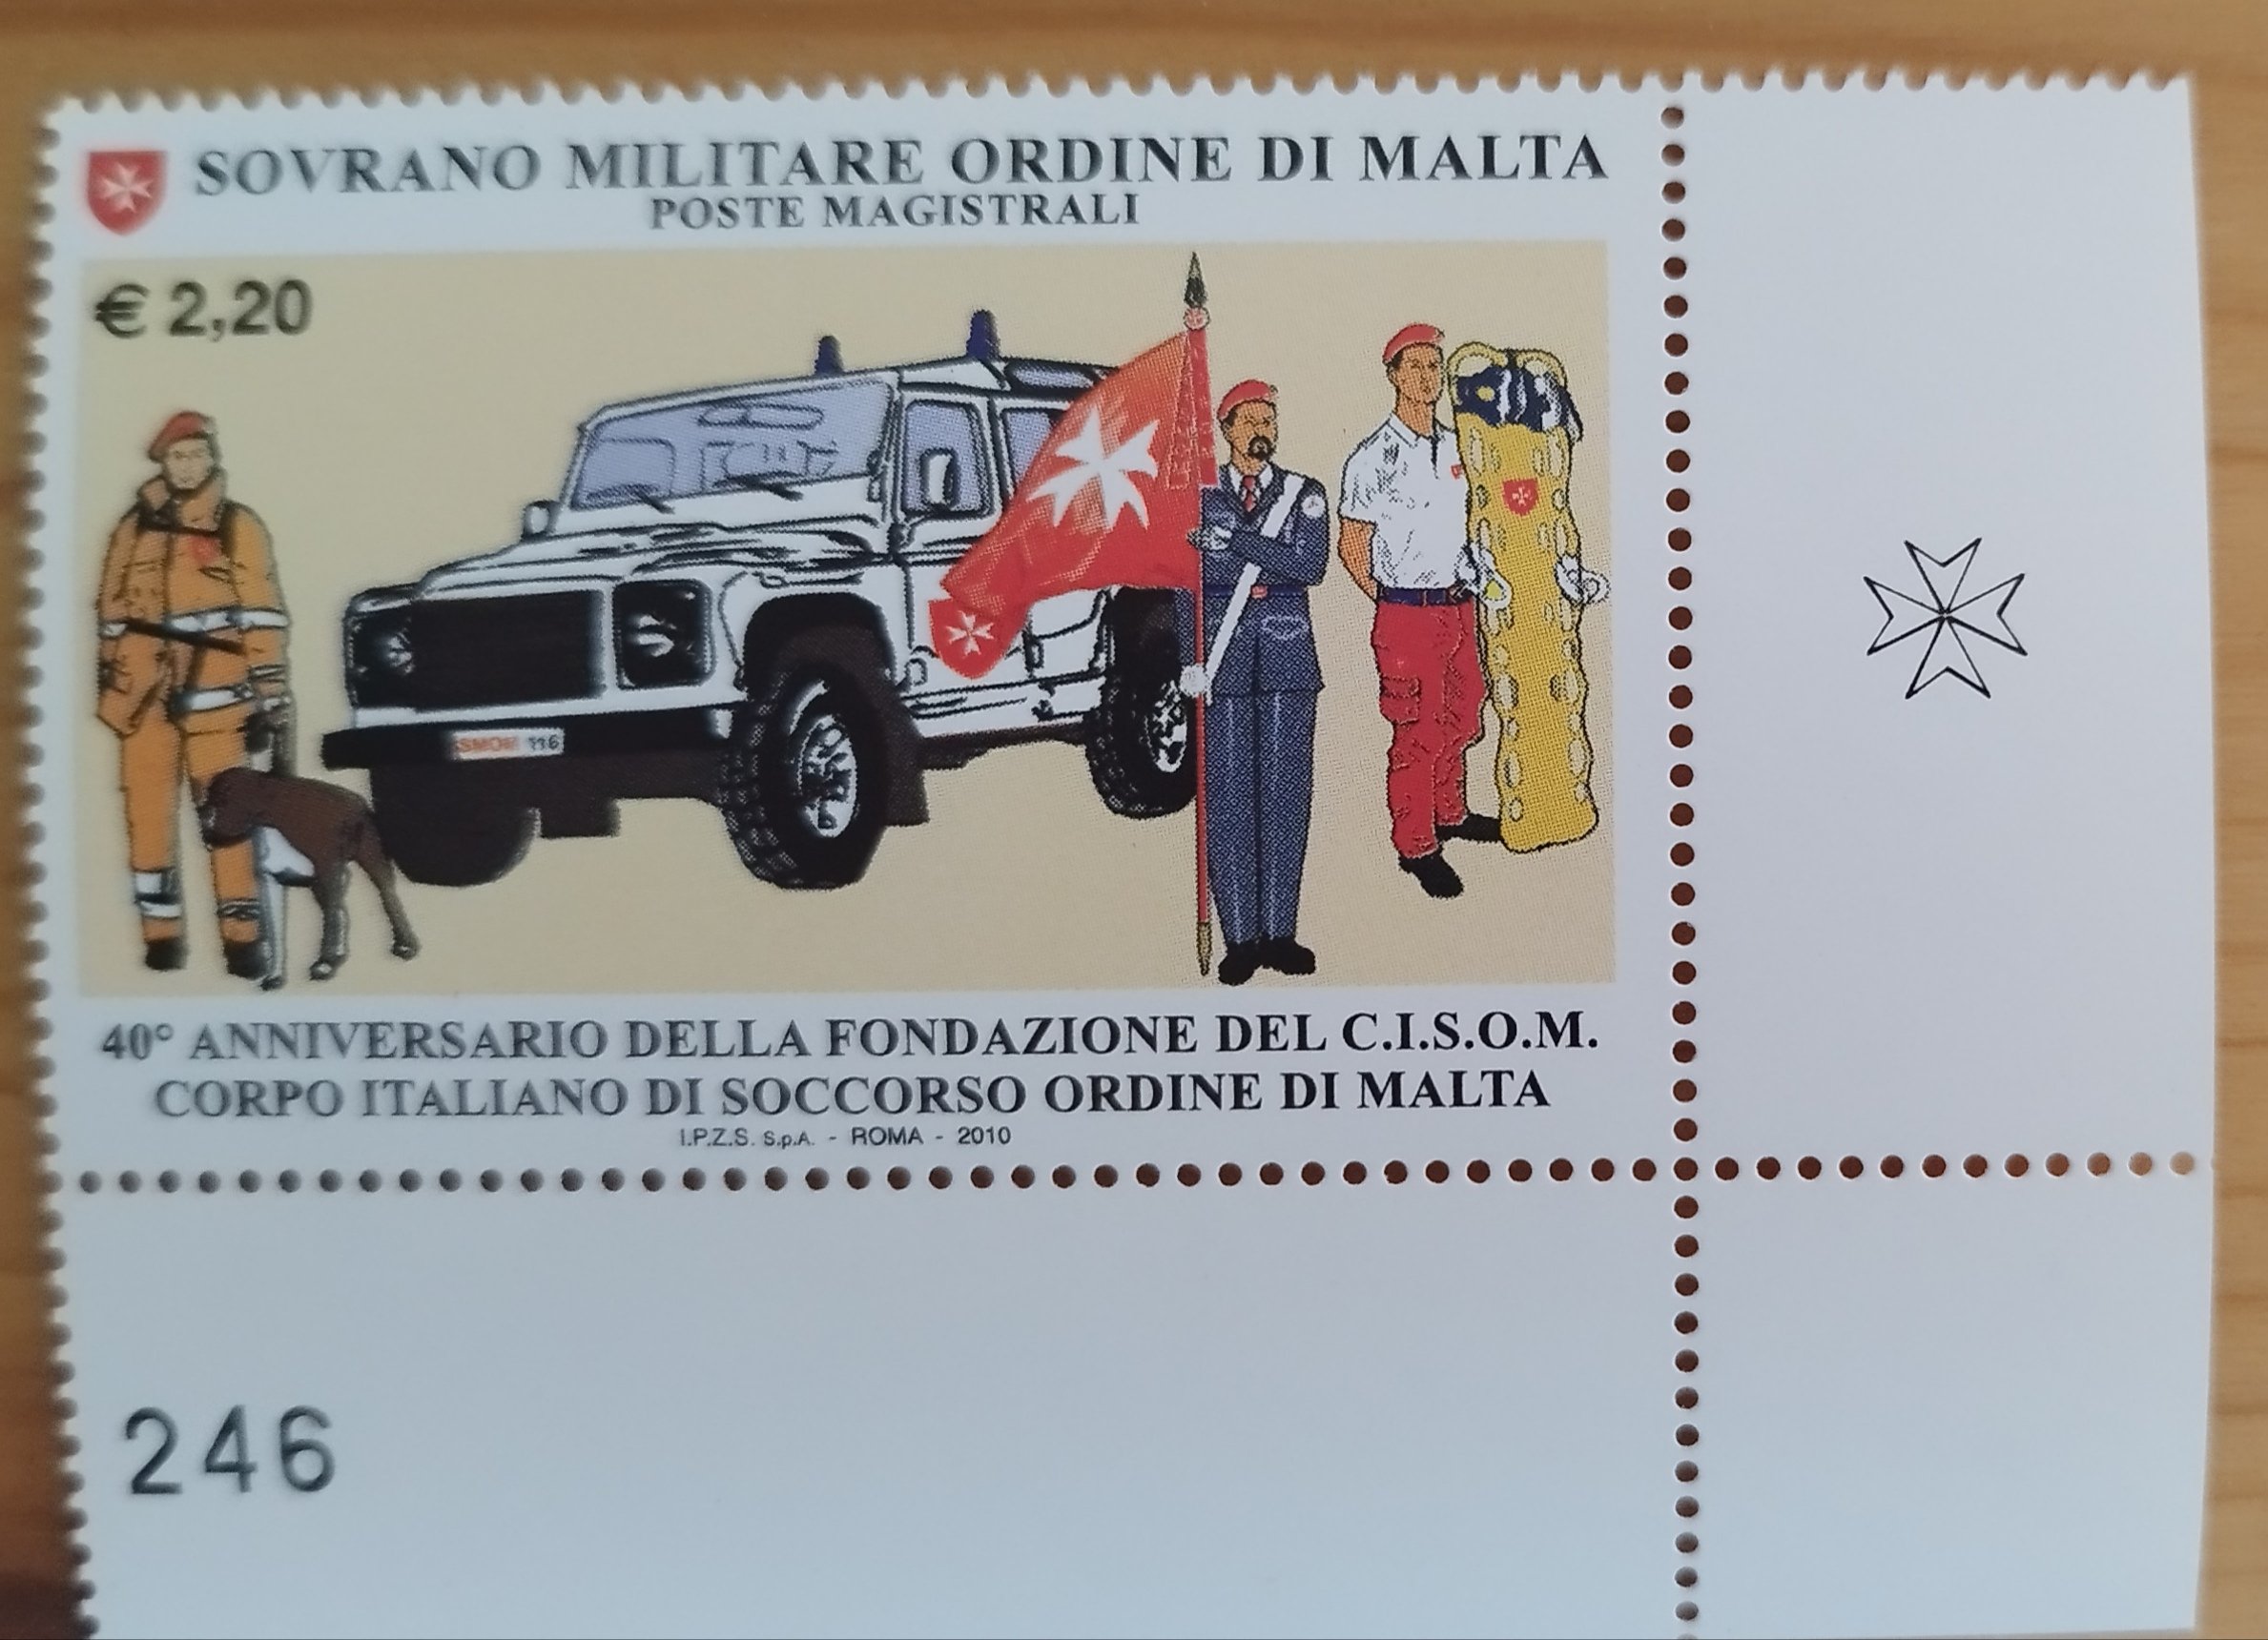 SOVRANO MILITARE ORDINE DI MALTA
POSTE MAGISTRALI
€ 2,20
SMOM 116
40° ANNIVERSARIO DELLA FONDAZIONE DEL C.I.S.O.M.
CORPO ITALIANO DI SOCCORSO ORDINE DI MALTA
I.P.Z.S. S.p.A. - ROMA - 2010
246